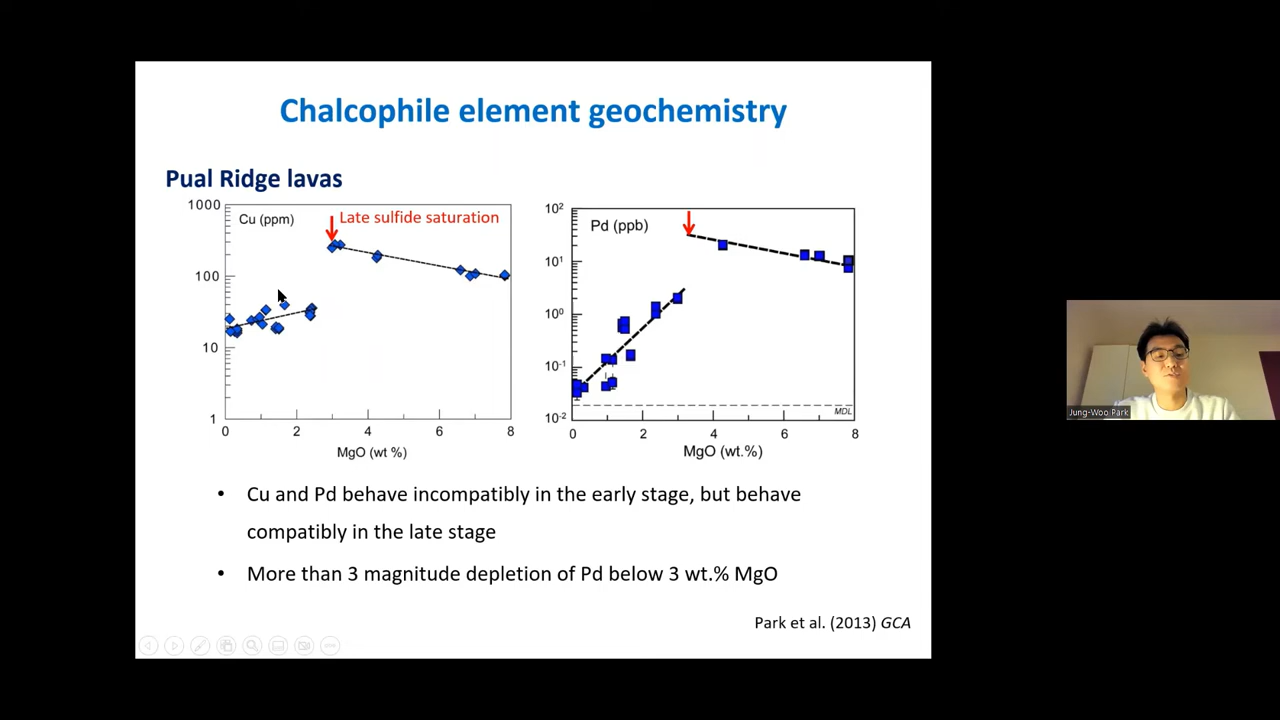 Chalcophile element geochemistry
Pual Ridge lavas
1000
100
10
1
Cu (ppm)
Late sulfide saturation
0 2 4 6 8
MgO (wt %)
10²
10¹
10⁰
10⁻¹
10⁻²
Pd (ppb)
MDL
0 2 4 6 8
MgO (wt.%)
• Cu and Pd behave incompatibly in the early stage, but behave
compatibly in the late stage
• More than 3 magnitude depletion of Pd below 3 wt.% MgO
Park et al. (2013) GCA
Jung-Woo Park